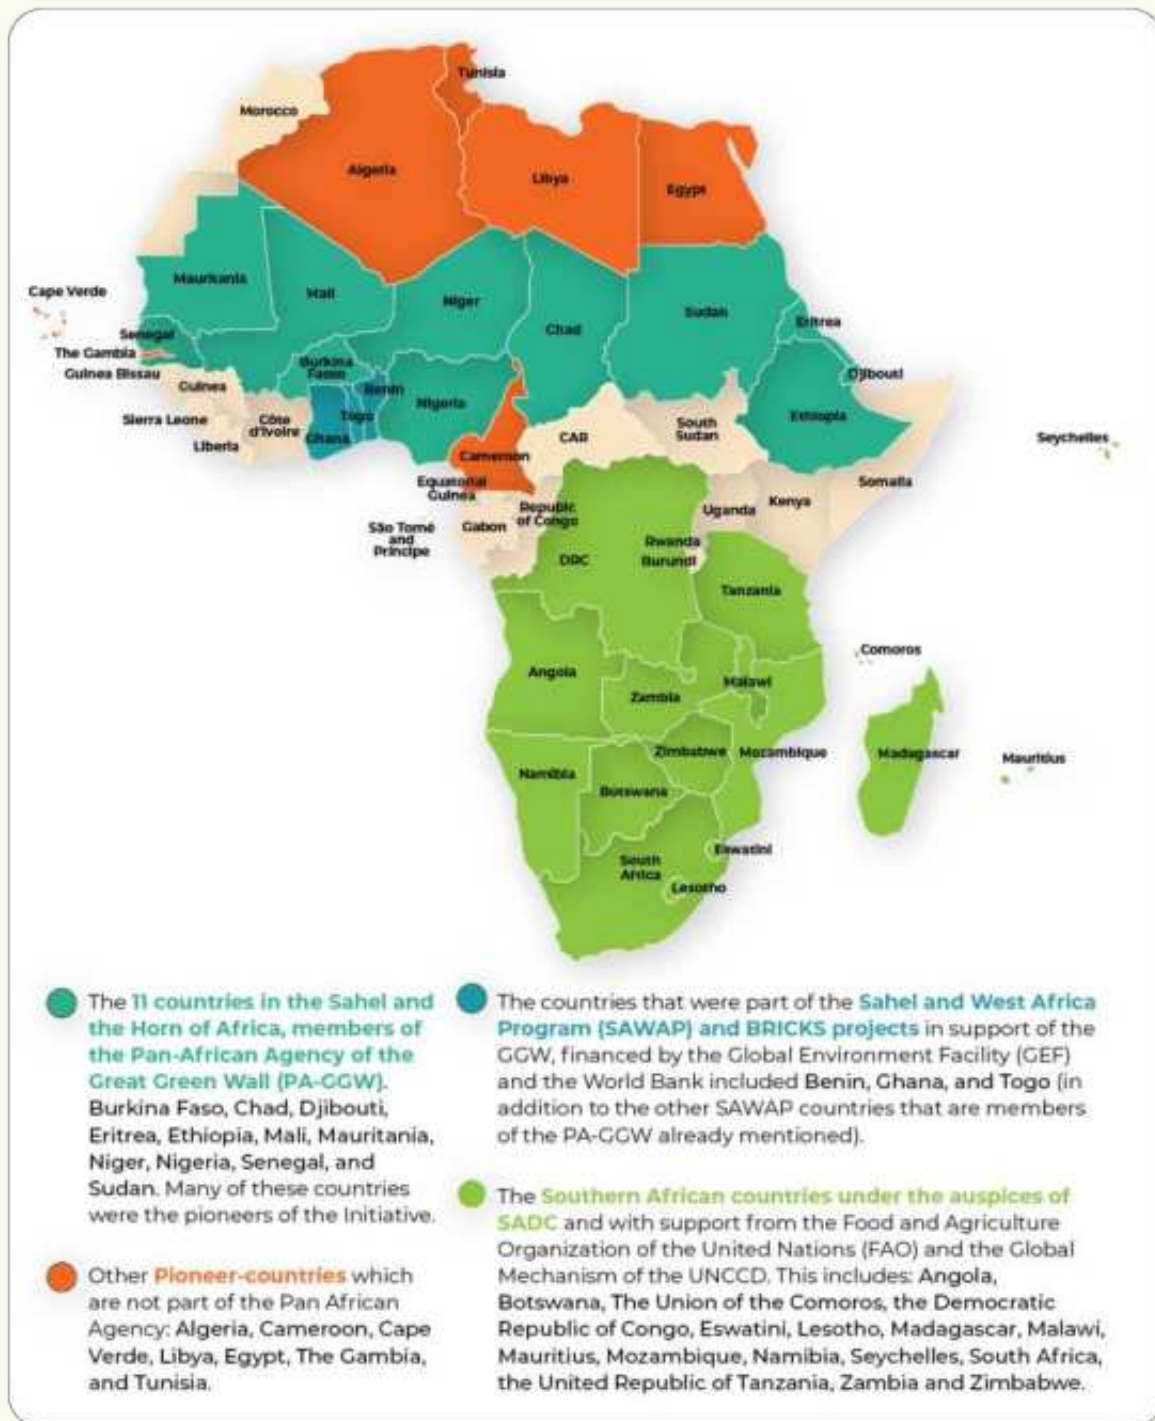 Tunisia
Morocco
Algeria
Libya
Egypt
Mauritania
Mali
Niger
Chad
Sudan
Eritrea
Cape Verde
Senegal
The Gambia
Guinea Bissau
Guinea
Sierra Leone
Liberia
Côte
d'Ivoire
Burkina
Fasso
Benin
Togo
Ghana
Nigeria
Cameroon
CAR
South
Sudan
Ethiopia
Djibouti
Somalia
Seychelles
Equatorial
Guinea
São Tomé
and
Príncipe
Gabon
Republic
of Congo
DRC
Uganda
Kenya
Rwanda
Burundi
Tanzania
Comoros
Angola
Zambia
Malawi
Zimbabwe
Mozambique
Madagascar
Mauritius
Namibia
Botswana
South
Africa
Eswatini
Lesotho
The 11 countries in the Sahel and
the Horn of Africa, members of
the Pan-African Agency of the
Great Green Wall (PA-GGW).
Burkina Faso, Chad, Djibouti,
Eritrea, Ethiopia, Mali, Mauritania,
Niger, Nigeria, Senegal, and
Sudan. Many of these countries
were the pioneers of the Initiative.
Other Pioneer-countries which
are not part of the Pan African
Agency: Algeria, Cameroon, Cape
Verde, Libya, Egypt, The Gambia,
and Tunisia.
The countries that were part of the Sahel and West Africa
Program (SAWAP) and BRICKS projects in support of the
GGW, financed by the Global Environment Facility (GEF)
and the World Bank included Benin, Ghana, and Togo (in
addition to the other SAWAP countries that are members
of the PA-GGW already mentioned).
The Southern African countries under the auspices of
SADC and with support from the Food and Agriculture
Organization of the United Nations (FAO) and the Global
Mechanism of the UNCCD. This includes: Angola,
Botswana, The Union of the Comoros, the Democratic
Republic of Congo, Eswatini, Lesotho, Madagascar, Malawi,
Mauritius, Mozambique, Namibia, Seychelles, South Africa,
the United Republic of Tanzania, Zambia and Zimbabwe.